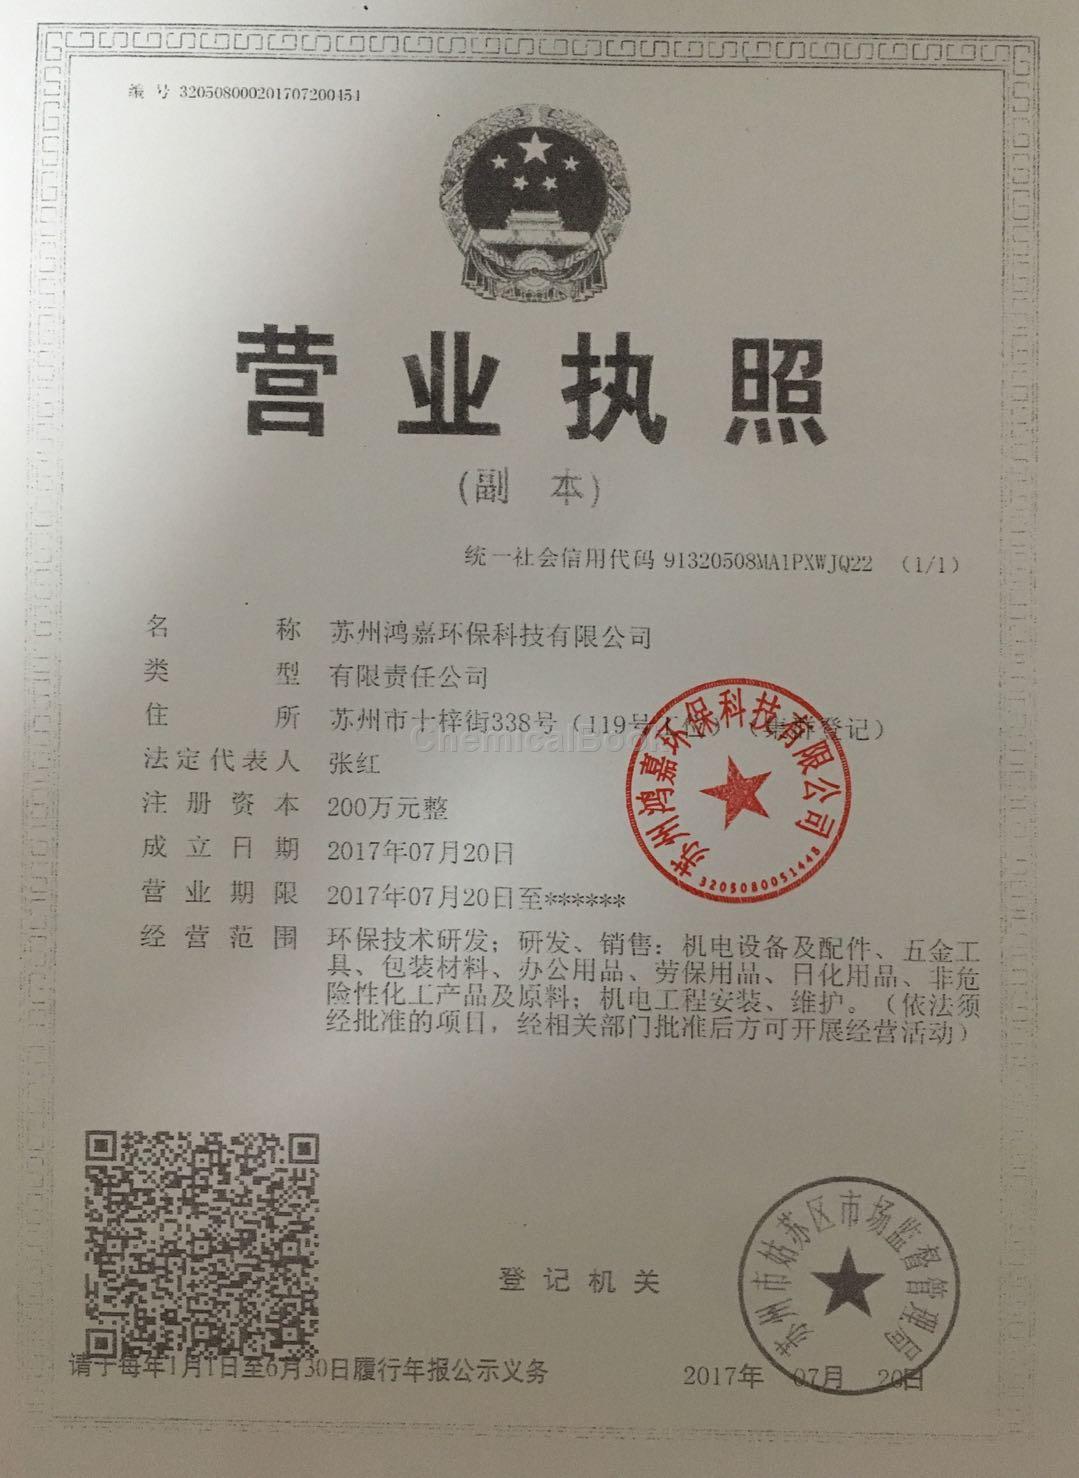 编 号 320508000201707200454
营业执照
(副 本)
统一社会信用代码 91320508MA1PXWJQ22 (1/1)
名 称 苏州鸿嘉环保科技有限公司
类 型 有限责任公司
住 所 苏州市十梓街338号（119号工位）（集群登记）
法定代表人 张红
注 册 资 本 200万元整
成 立 日 期 2017年07月20日
营 业 期 限 2017年07月20日至******
经 营 范 围 环保技术研发；研发、销售：机电设备及配件、五金工
具、包装材料、办公用品、劳保用品、日化用品、非危
险性化工产品及原料；机电工程安装、维护。（依法须
经批准的项目，经相关部门批准后方可开展经营活动）
ChemicalBook
苏州鸿嘉环保科技有限公司
3205080051448
登 记 机 关
苏州市姑苏区市场监督管理局
请于每年1月1日至6月30日履行年报公示义务
2017年 07月 20日